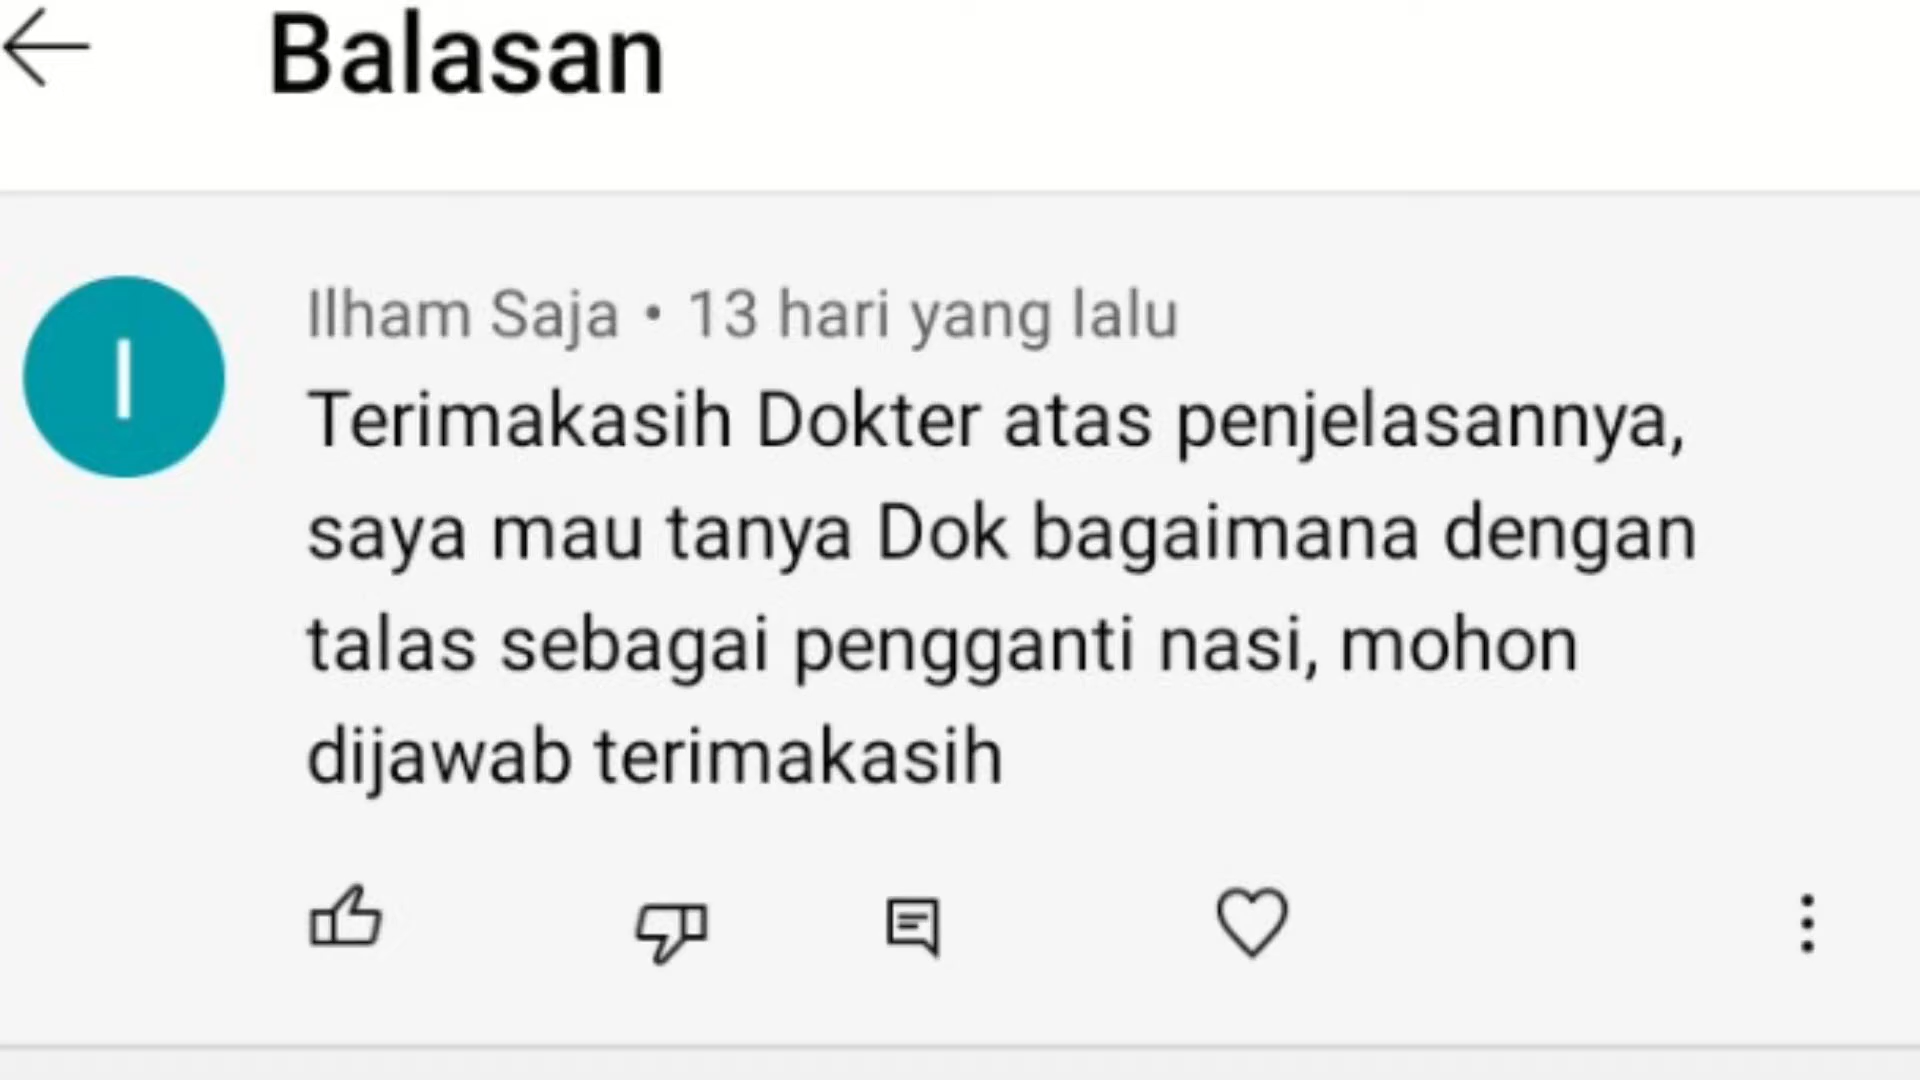 Balasan
Ilham Saja • 13 hari yang lalu
Terimakasih Dokter atas penjelasannya,
saya mau tanya Dok bagaimana dengan
talas sebagai pengganti nasi, mohon
dijawab terimakasih
I